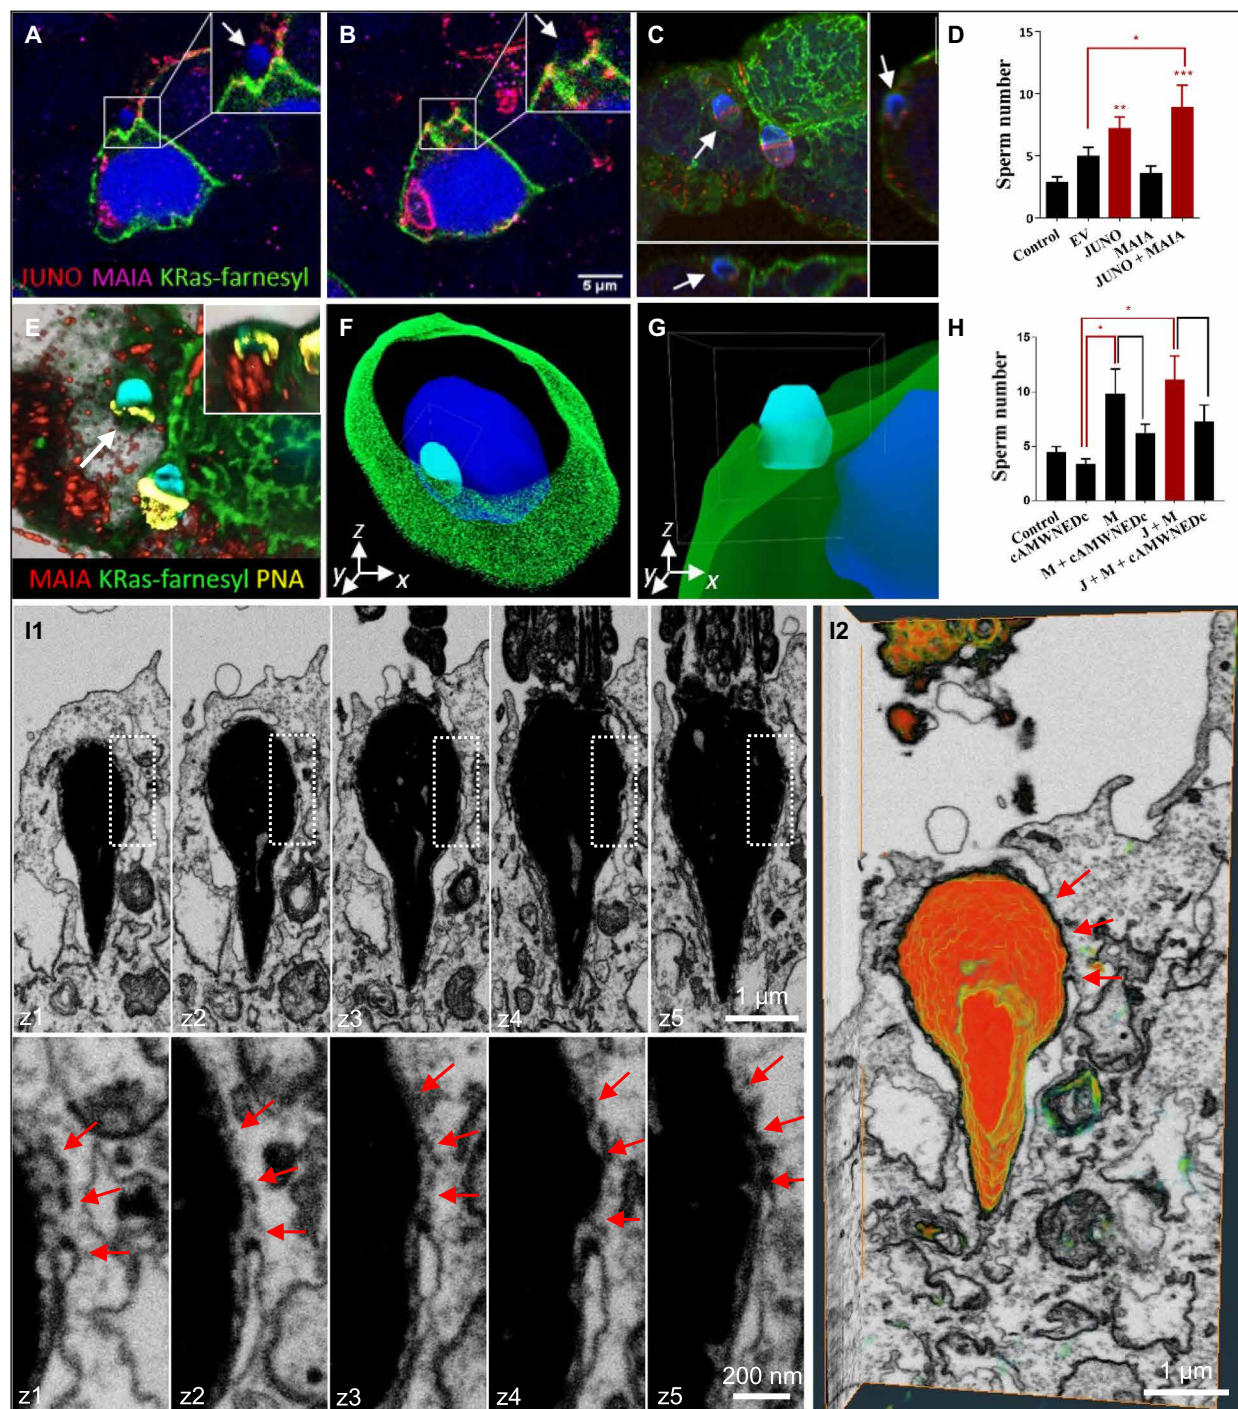 A
B
C
JUNO MAIA KRas-farnesyl
5 µm
D
Sperm number
15
10
5
0
*
**
***
Control
EV
JUNO
MAIA
JUNO + MAIA
E
MAIA KRas-farnesyl PNA
F
z
y
x
G
z
y
x
H
Sperm number
15
10
5
0
*
*
Control
cAMWNEDc
M
M + cAMWNEDc
J + M
J + M + cAMWNEDc
I1
z1
z2
z3
z4
z5
1 µm
z1
z2
z3
z4
z5
200 nm
I2
1 µm